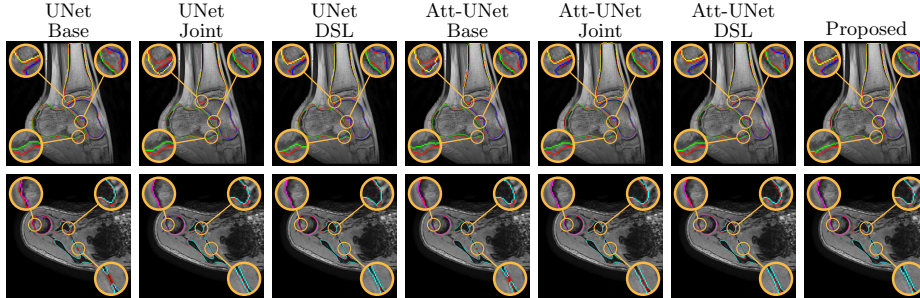 UNet Base
UNet Joint
UNet DSL
Att-UNet Base
Att-UNet Joint
Att-UNet DSL
Proposed